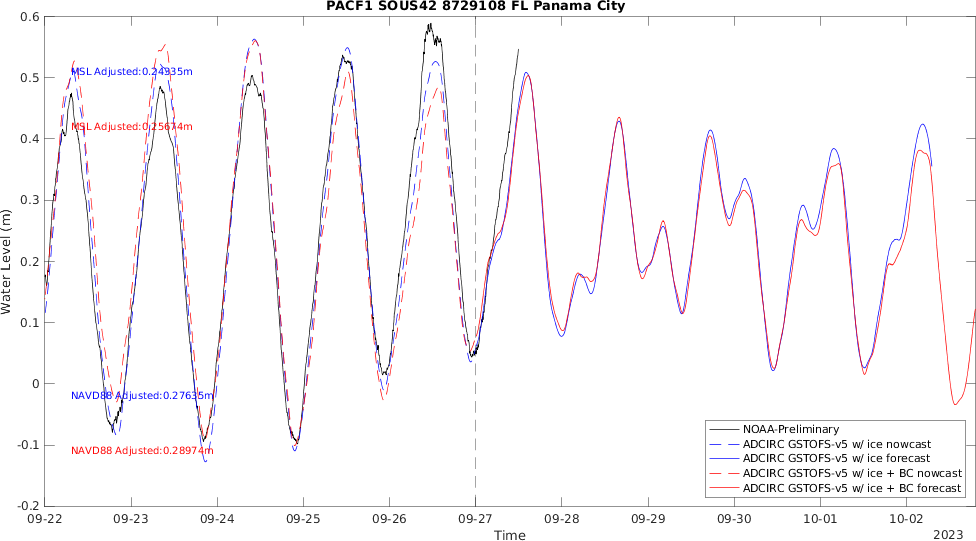 PACF1 SOUS42 8729108 FL Panama City
0.6
0.5
0.4
0.3
0.2
0.1
0
-0.1
-0.2
Water Level (m)
MSL Adjusted:0.24935m
MSL Adjusted:0.25674m
NAVD88 Adjusted:0.27635m
NAVD88 Adjusted:0.28974m
NOAA-Preliminary
ADCIRC GSTOFS-v5 w/ ice nowcast
ADCIRC GSTOFS-v5 w/ ice forecast
ADCIRC GSTOFS-v5 w/ ice + BC nowcast
ADCIRC GSTOFS-v5 w/ ice + BC forecast
09-22 09-23 09-24 09-25 09-26 09-27 09-28 09-29 09-30 10-01 10-02
Time
2023